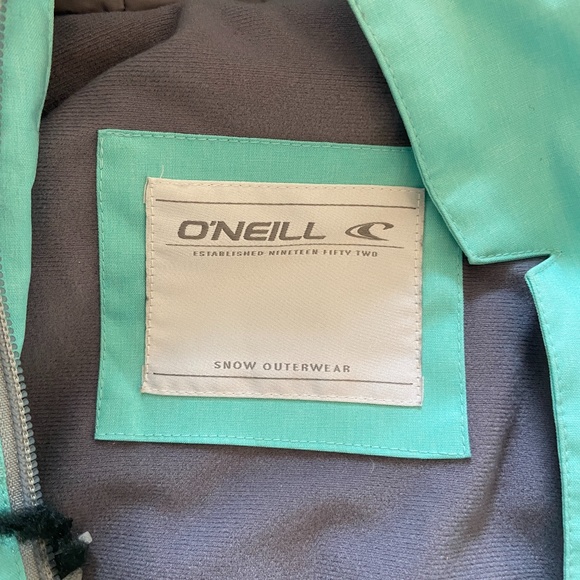 O'NEILL
ESTABLISHED NINETEEN FIFTY TWO
SNOW OUTERWEAR